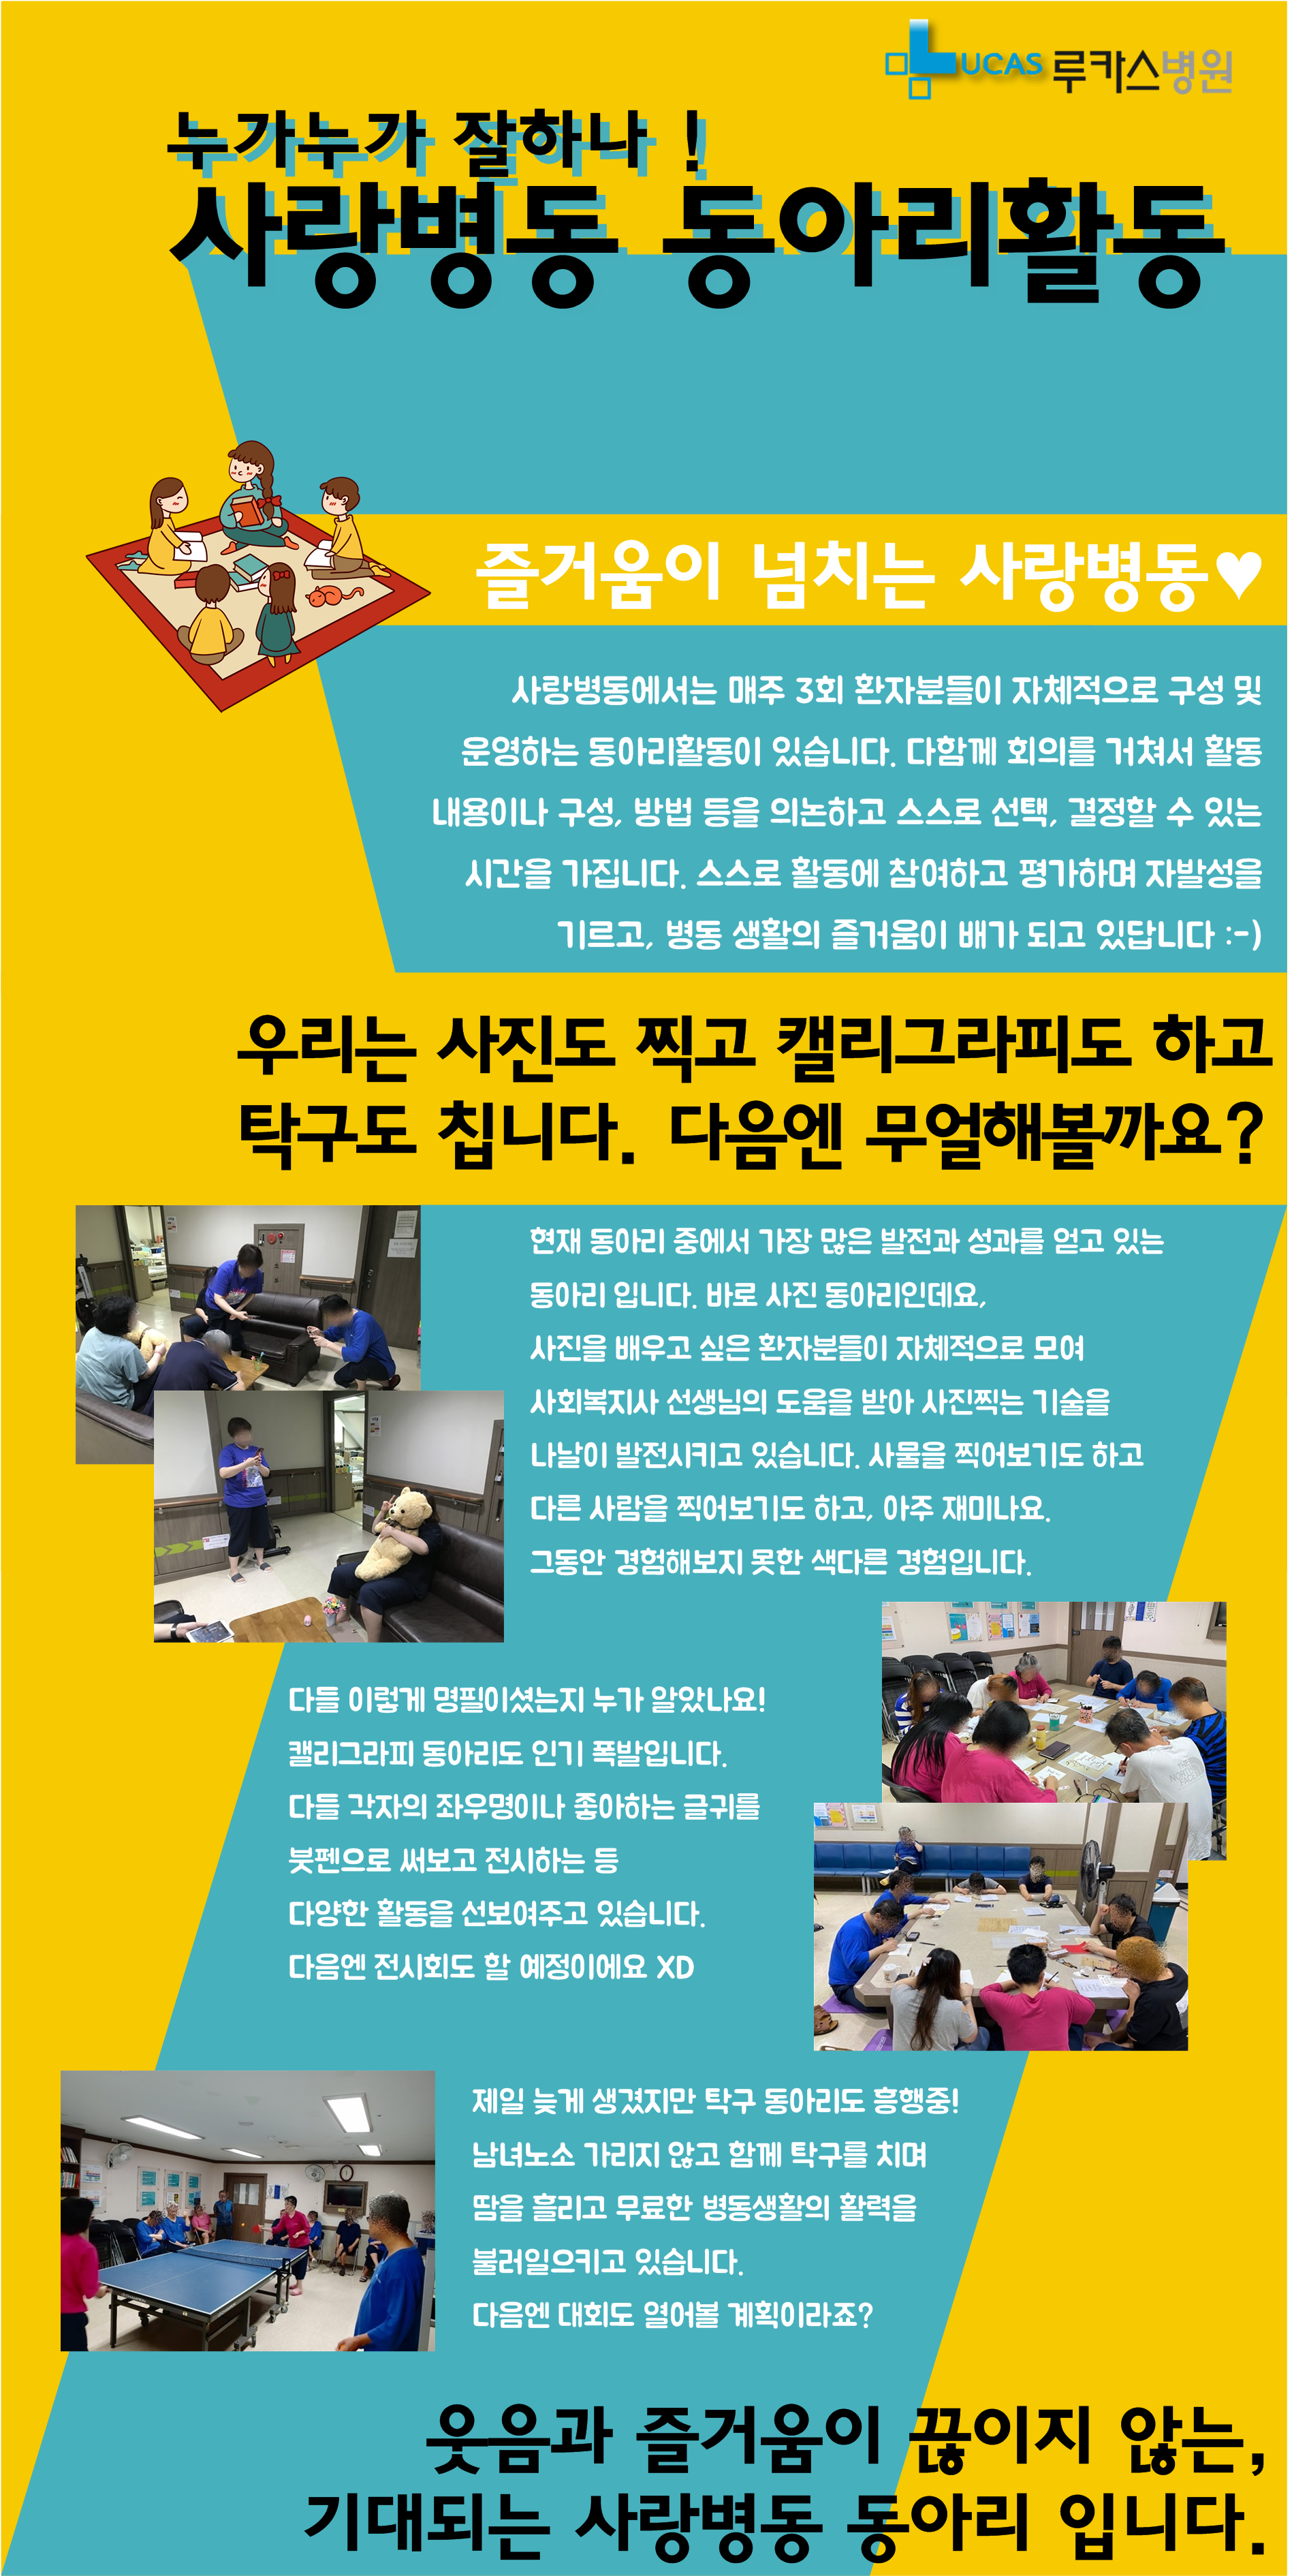 LUCAS 루카스병원
누가누가 잘하나 !
사랑병동 동아리활동
즐거움이 넘치는 사랑병동♥
사랑병동에서는 매주 3회 환자분들이 자체적으로 구성 및
운영하는 동아리활동이 있습니다. 다함께 회의를 거쳐서 활동
내용이나 구성, 방법 등을 의논하고 스스로 선택, 결정할 수 있는
시간을 가집니다. 스스로 활동에 참여하고 평가하며 자발성을
기르고, 병동 생활의 즐거움이 배가 되고 있답니다 :-)
우리는 사진도 찍고 캘리그라피도 하고
탁구도 칩니다. 다음엔 무얼해볼까요?
현재 동아리 중에서 가장 많은 발전과 성과를 얻고 있는
동아리 입니다. 바로 사진 동아리인데요,
사진을 배우고 싶은 환자분들이 자체적으로 모여
사회복지사 선생님의 도움을 받아 사진찍는 기술을
나날이 발전시키고 있습니다. 사물을 찍어보기도 하고
다른 사람을 찍어보기도 하고, 아주 재미나요.
그동안 경험해보지 못한 색다른 경험입니다.
다들 이렇게 명필이셨는지 누가 알았나요!
캘리그라피 동아리도 인기 폭발입니다.
다들 각자의 좌우명이나 좋아하는 글귀를
붓펜으로 써보고 전시하는 등
다양한 활동을 선보여주고 있습니다.
다음엔 전시회도 할 예정이에요 XD
제일 늦게 생겼지만 탁구 동아리도 흥행중!
남녀노소 가리지 않고 함께 탁구를 치며
땀을 흘리고 무료한 병동생활의 활력을
불러일으키고 있습니다.
다음엔 대회도 열어볼 계획이라죠?
웃음과 즐거움이 끊이지 않는,
기대되는 사랑병동 동아리 입니다.